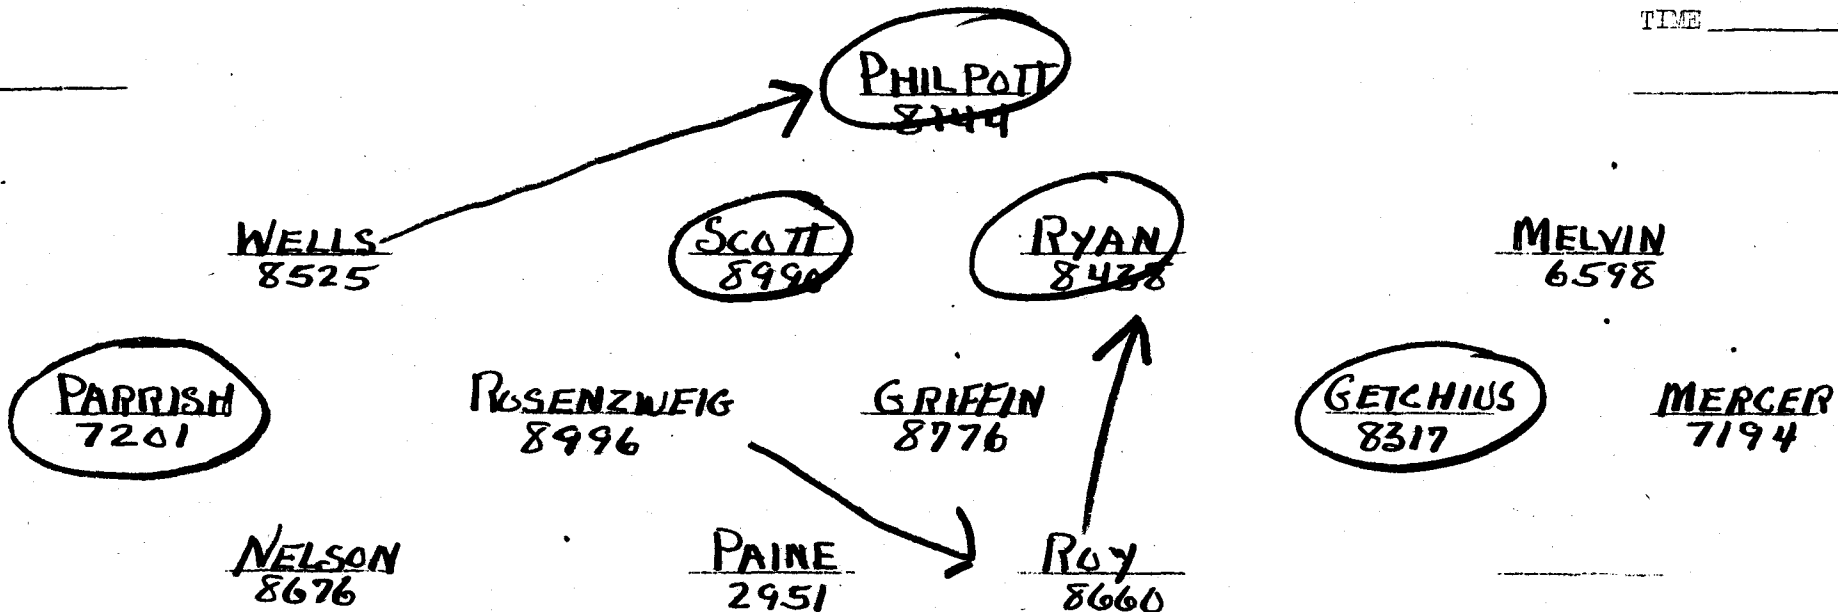 TIME
PHILPOTT
8144
WELLS SCOTT RYAN MELVIN
8525 8990 8438 6598
PARRISH ROSENZWEIG GRIFFIN GETCHIUS MERCER
7201 8996 8776 8317 7194
NELSON PAINE ROY
8676 2951 8660